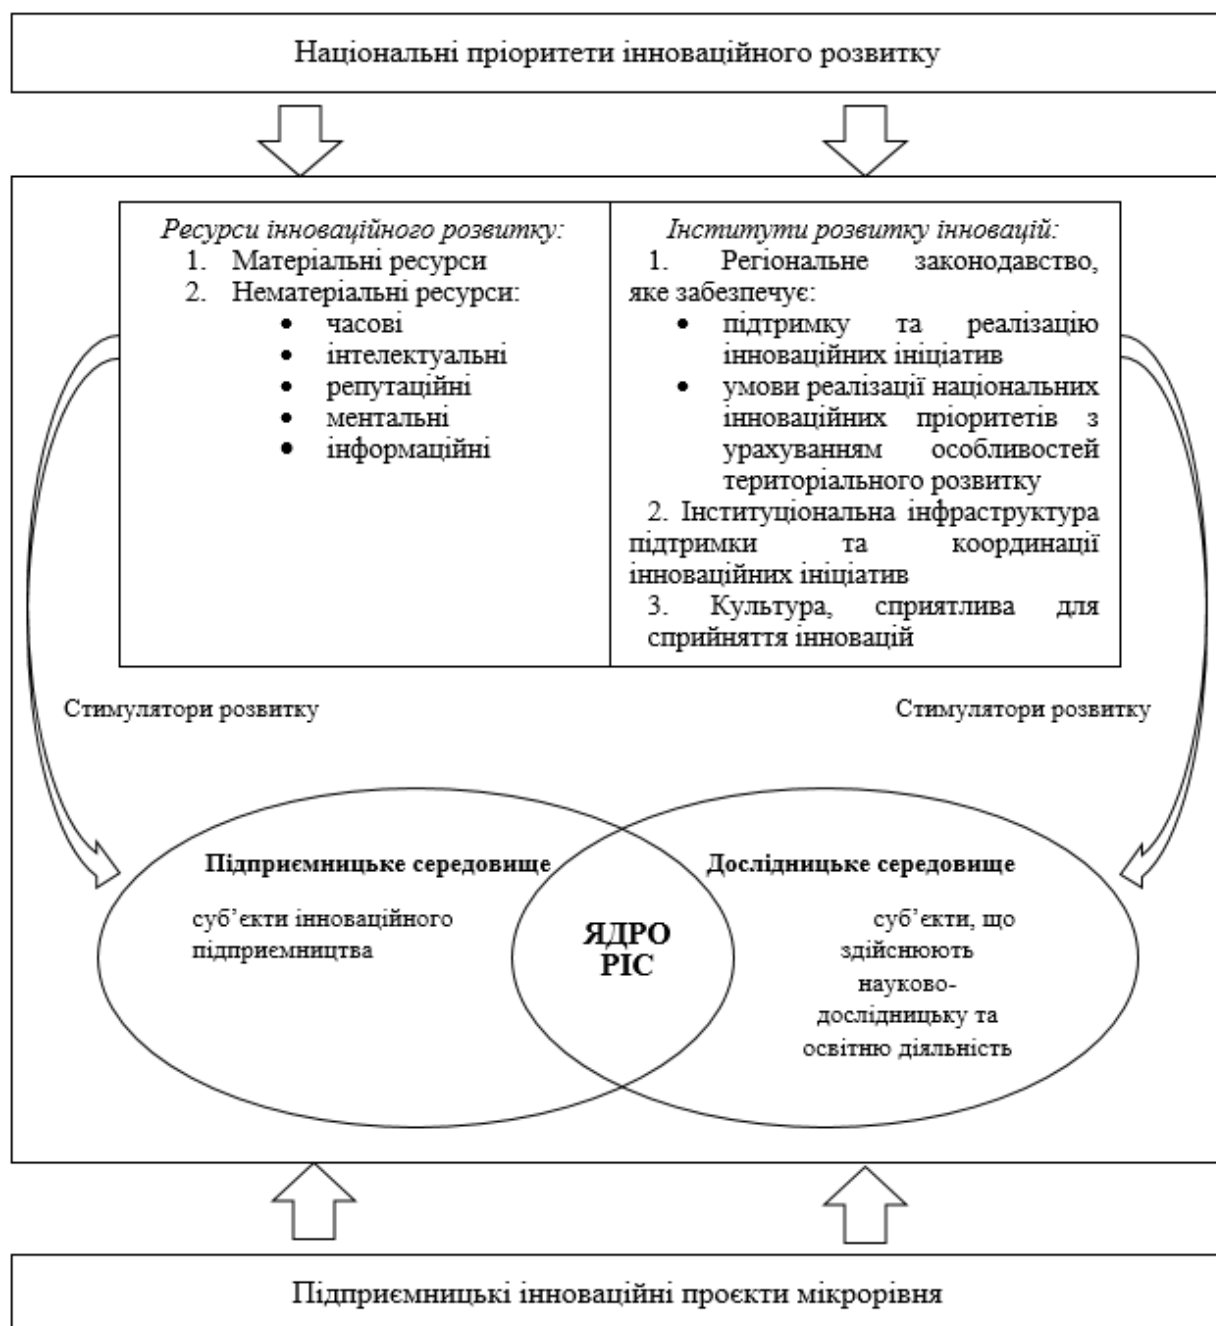 Національні пріоритети інноваційного розвитку
Ресурси інноваційного розвитку:
1. Матеріальні ресурси
2. Нематеріальні ресурси:
• часові
• інтелектуальні
• репутаційні
• ментальні
• інформаційні
Інститути розвитку інновацій:
1. Регіональне законодавство,
яке забезпечує:
• підтримку та реалізацію
інноваційних ініціатив
• умови реалізації національних
інноваційних пріоритетів з
урахуванням особливостей
територіального розвитку
2. Інституціональна інфраструктура
підтримки та координації
інноваційних ініціатив
3. Культура, сприятлива для
сприйняття інновацій
Стимулятори розвитку
Стимулятори розвитку
Підприємницьке середовище
суб’єкти інноваційного
підприємництва
ЯДРО
РІС
Дослідницьке середовище
суб’єкти, що
здійснюють
науково-
дослідницьку та
освітню діяльність
Підприємницькі інноваційні проєкти мікрорівня